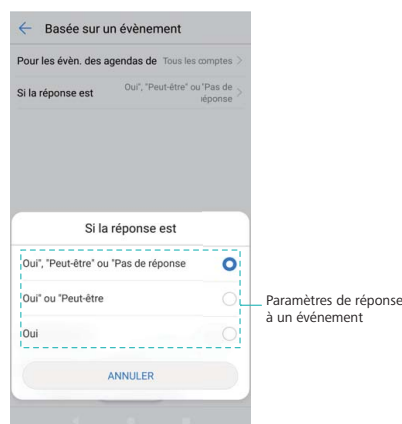 Basée sur un évènement
Pour les évèn. des agendas de Tous les comptes
Si la réponse est Oui", "Peut-être" ou "Pas de
réponse
Si la réponse est
Oui", "Peut-être" ou "Pas de réponse
Oui" ou "Peut-être
Oui
ANNULER
Paramètres de réponse
à un événement